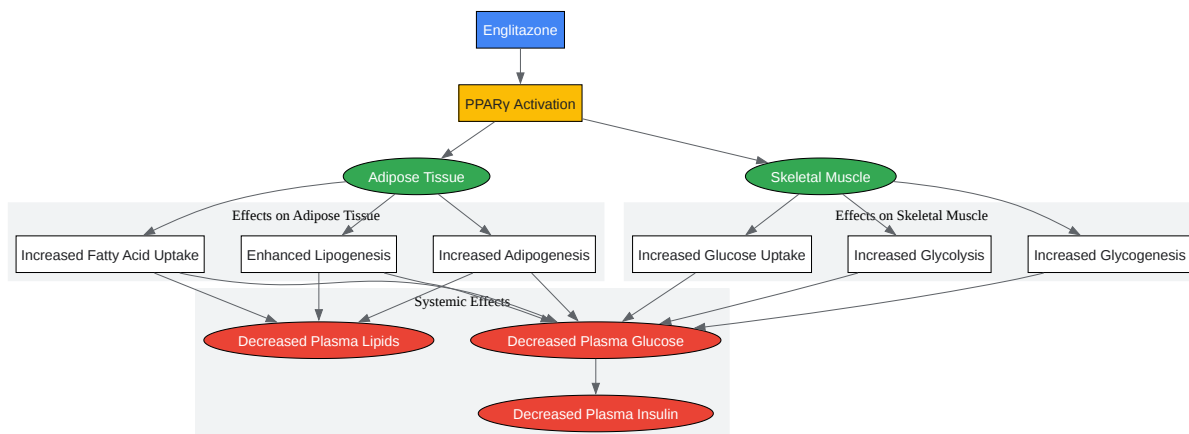 Englitazone
PPARγ Activation
Adipose Tissue
Skeletal Muscle
Effects on Adipose Tissue
Effects on Skeletal Muscle
Increased Fatty Acid Uptake
Enhanced Lipogenesis
Increased Adipogenesis
Increased Glucose Uptake
Increased Glycolysis
Increased Glycogenesis
Systemic Effects
Decreased Plasma Lipids
Decreased Plasma Glucose
Decreased Plasma Insulin